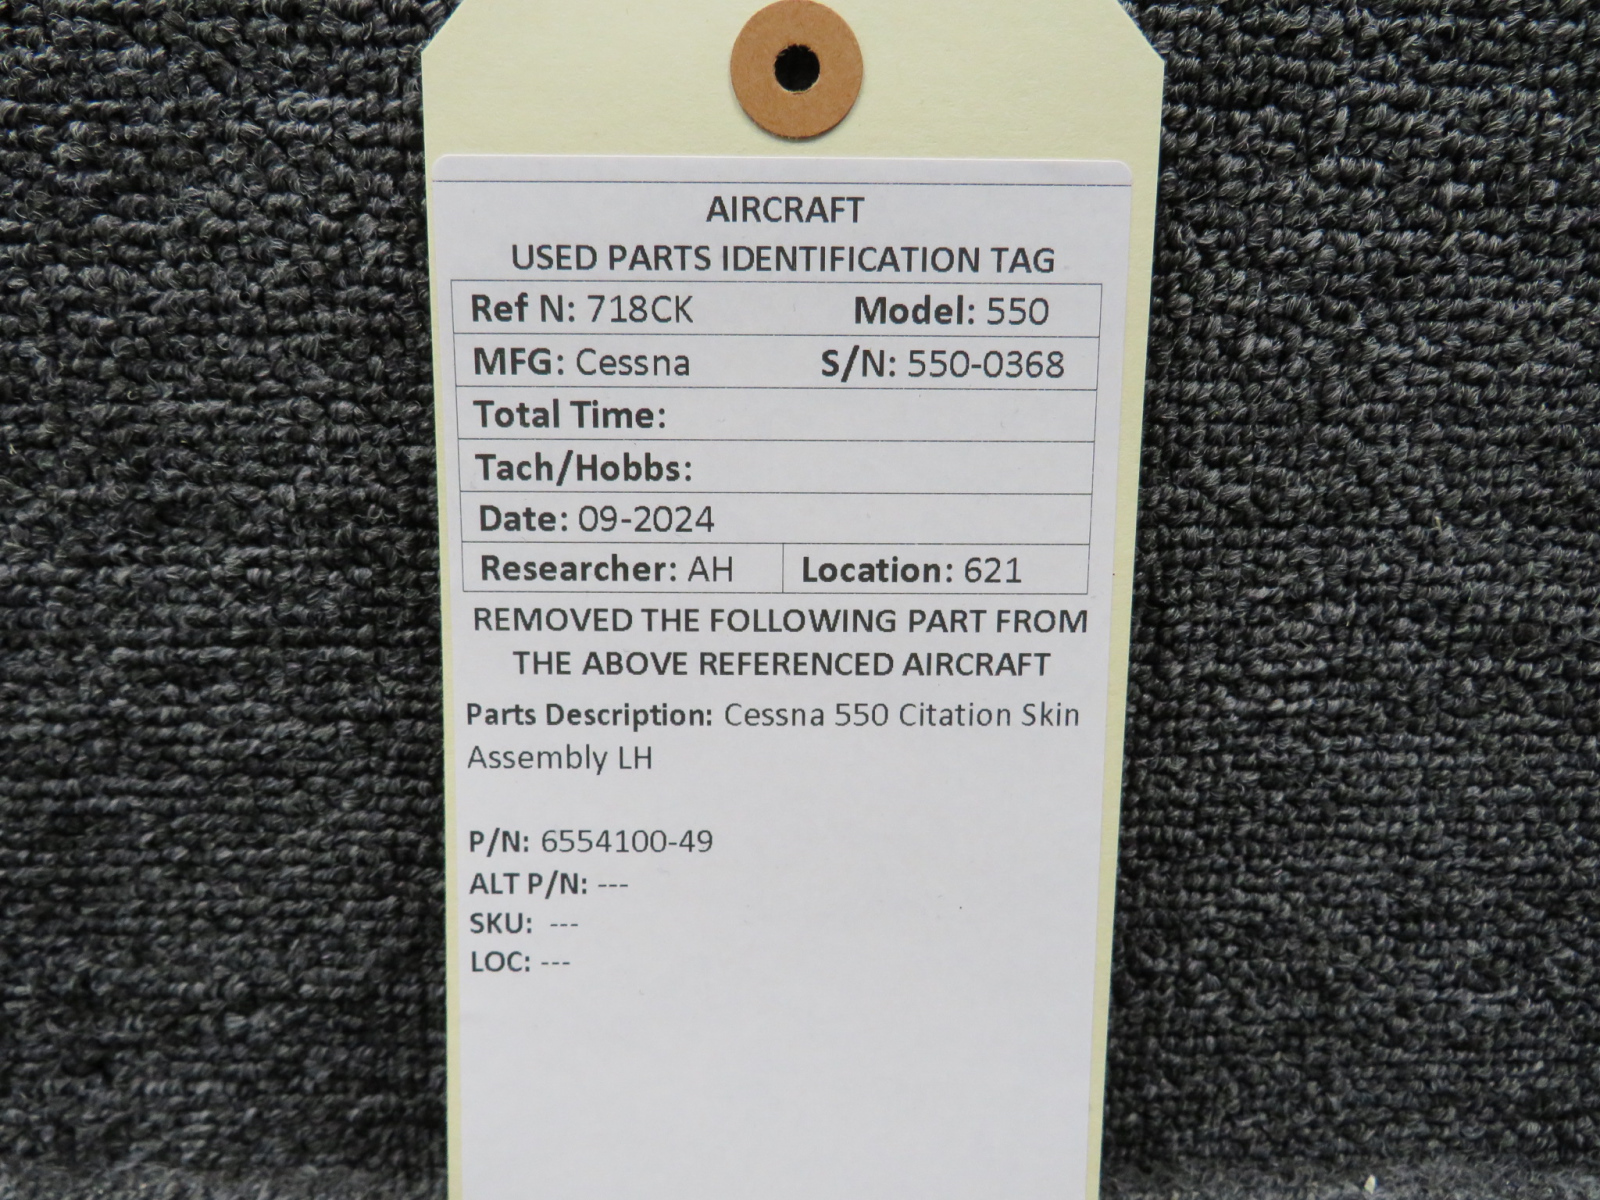 AIRCRAFT
USED PARTS IDENTIFICATION TAG
Ref N: 718CK Model: 550
MFG: Cessna S/N: 550-0368
Total Time:
Tach/Hobbs:
Date: 09-2024
Researcher: AH Location: 621
REMOVED THE FOLLOWING PART FROM
THE ABOVE REFERENCED AIRCRAFT
Parts Description: Cessna 550 Citation Skin
Assembly LH
P/N: 6554100-49
ALT P/N: ---
SKU: ---
LOC: ---